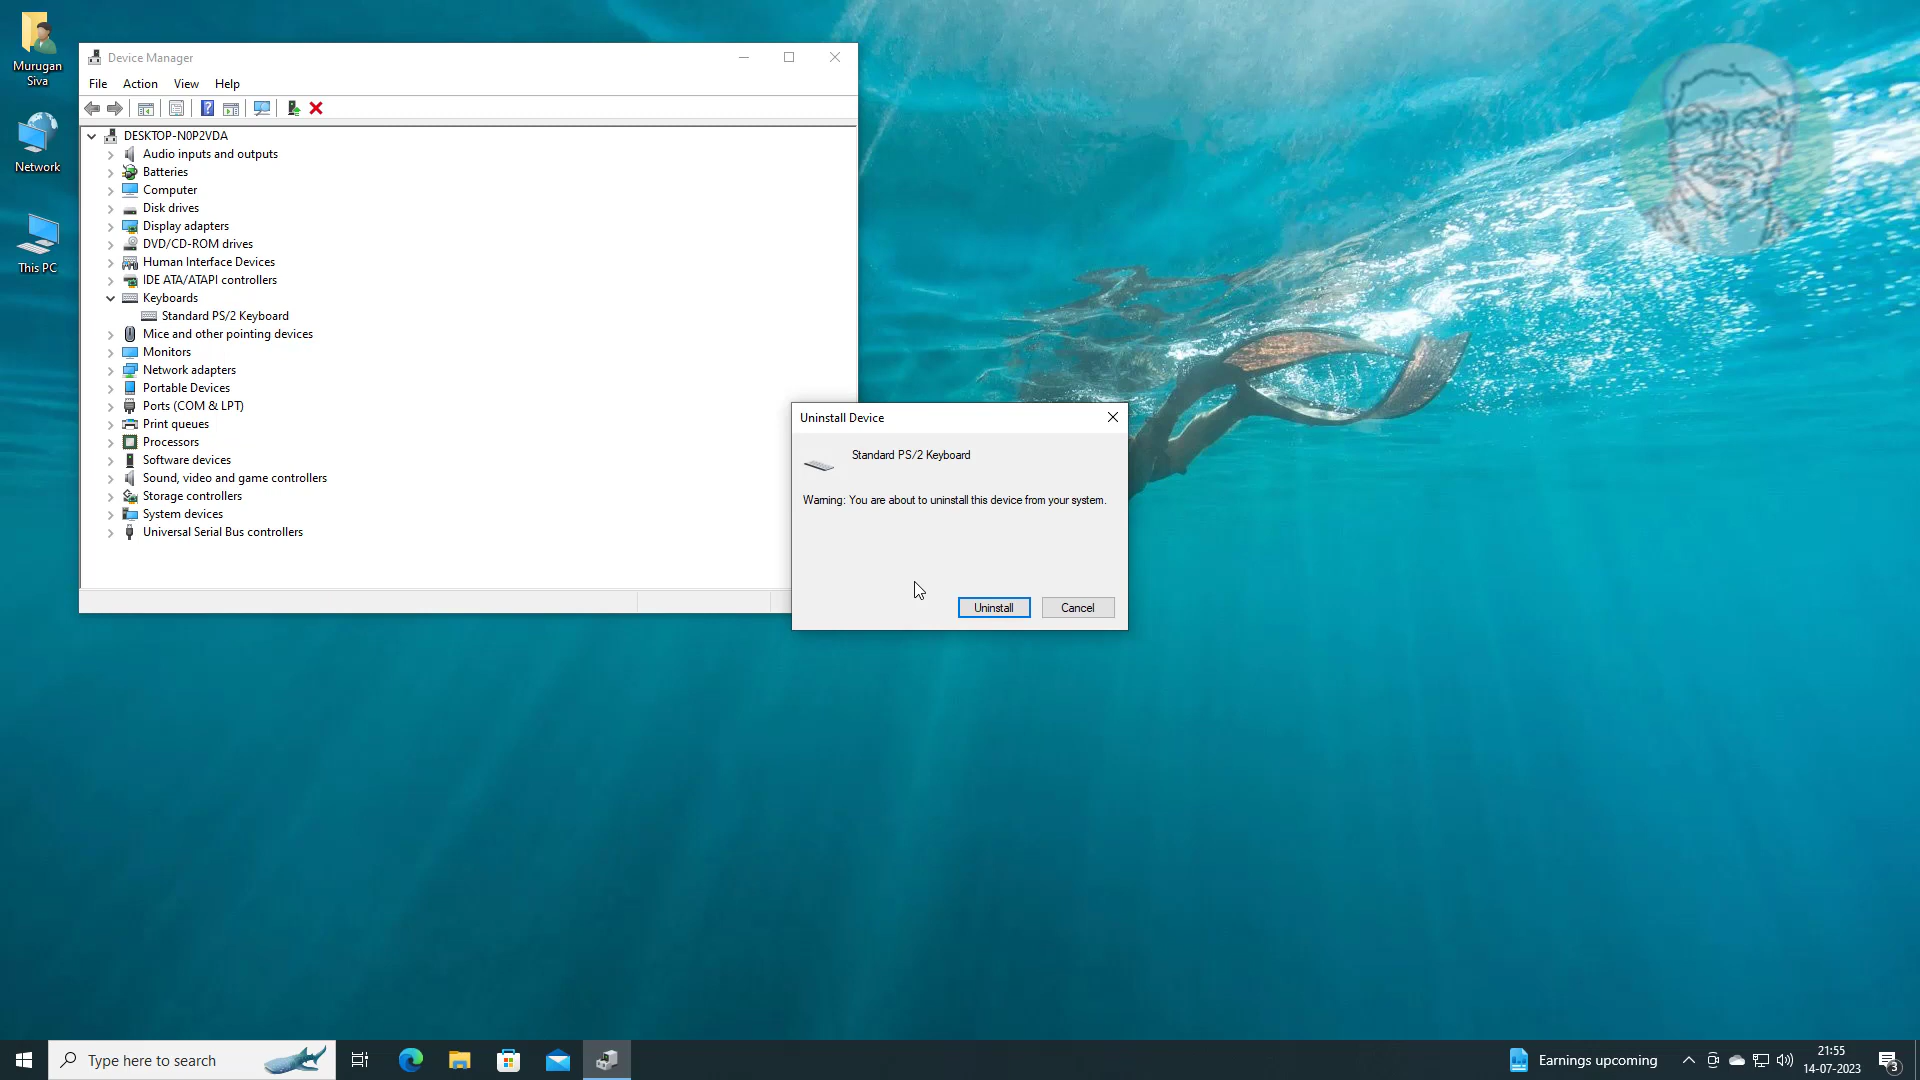 Murugan
Siva
Network
This PC
Device Manager
File Action View Help
DESKTOP-N0P2VDA
Audio inputs and outputs
Batteries
Computer
Disk drives
Display adapters
DVD/CD-ROM drives
Human Interface Devices
IDE ATA/ATAPI controllers
Keyboards
Standard PS/2 Keyboard
Mice and other pointing devices
Monitors
Network adapters
Portable Devices
Ports (COM & LPT)
Print queues
Processors
Software devices
Sound, video and game controllers
Storage controllers
System devices
Universal Serial Bus controllers
Uninstall Device
Standard PS/2 Keyboard
Warning: You are about to uninstall this device from your system.
Uninstall Cancel
Type here to search
Earnings upcoming
21:55
14-07-2023
3